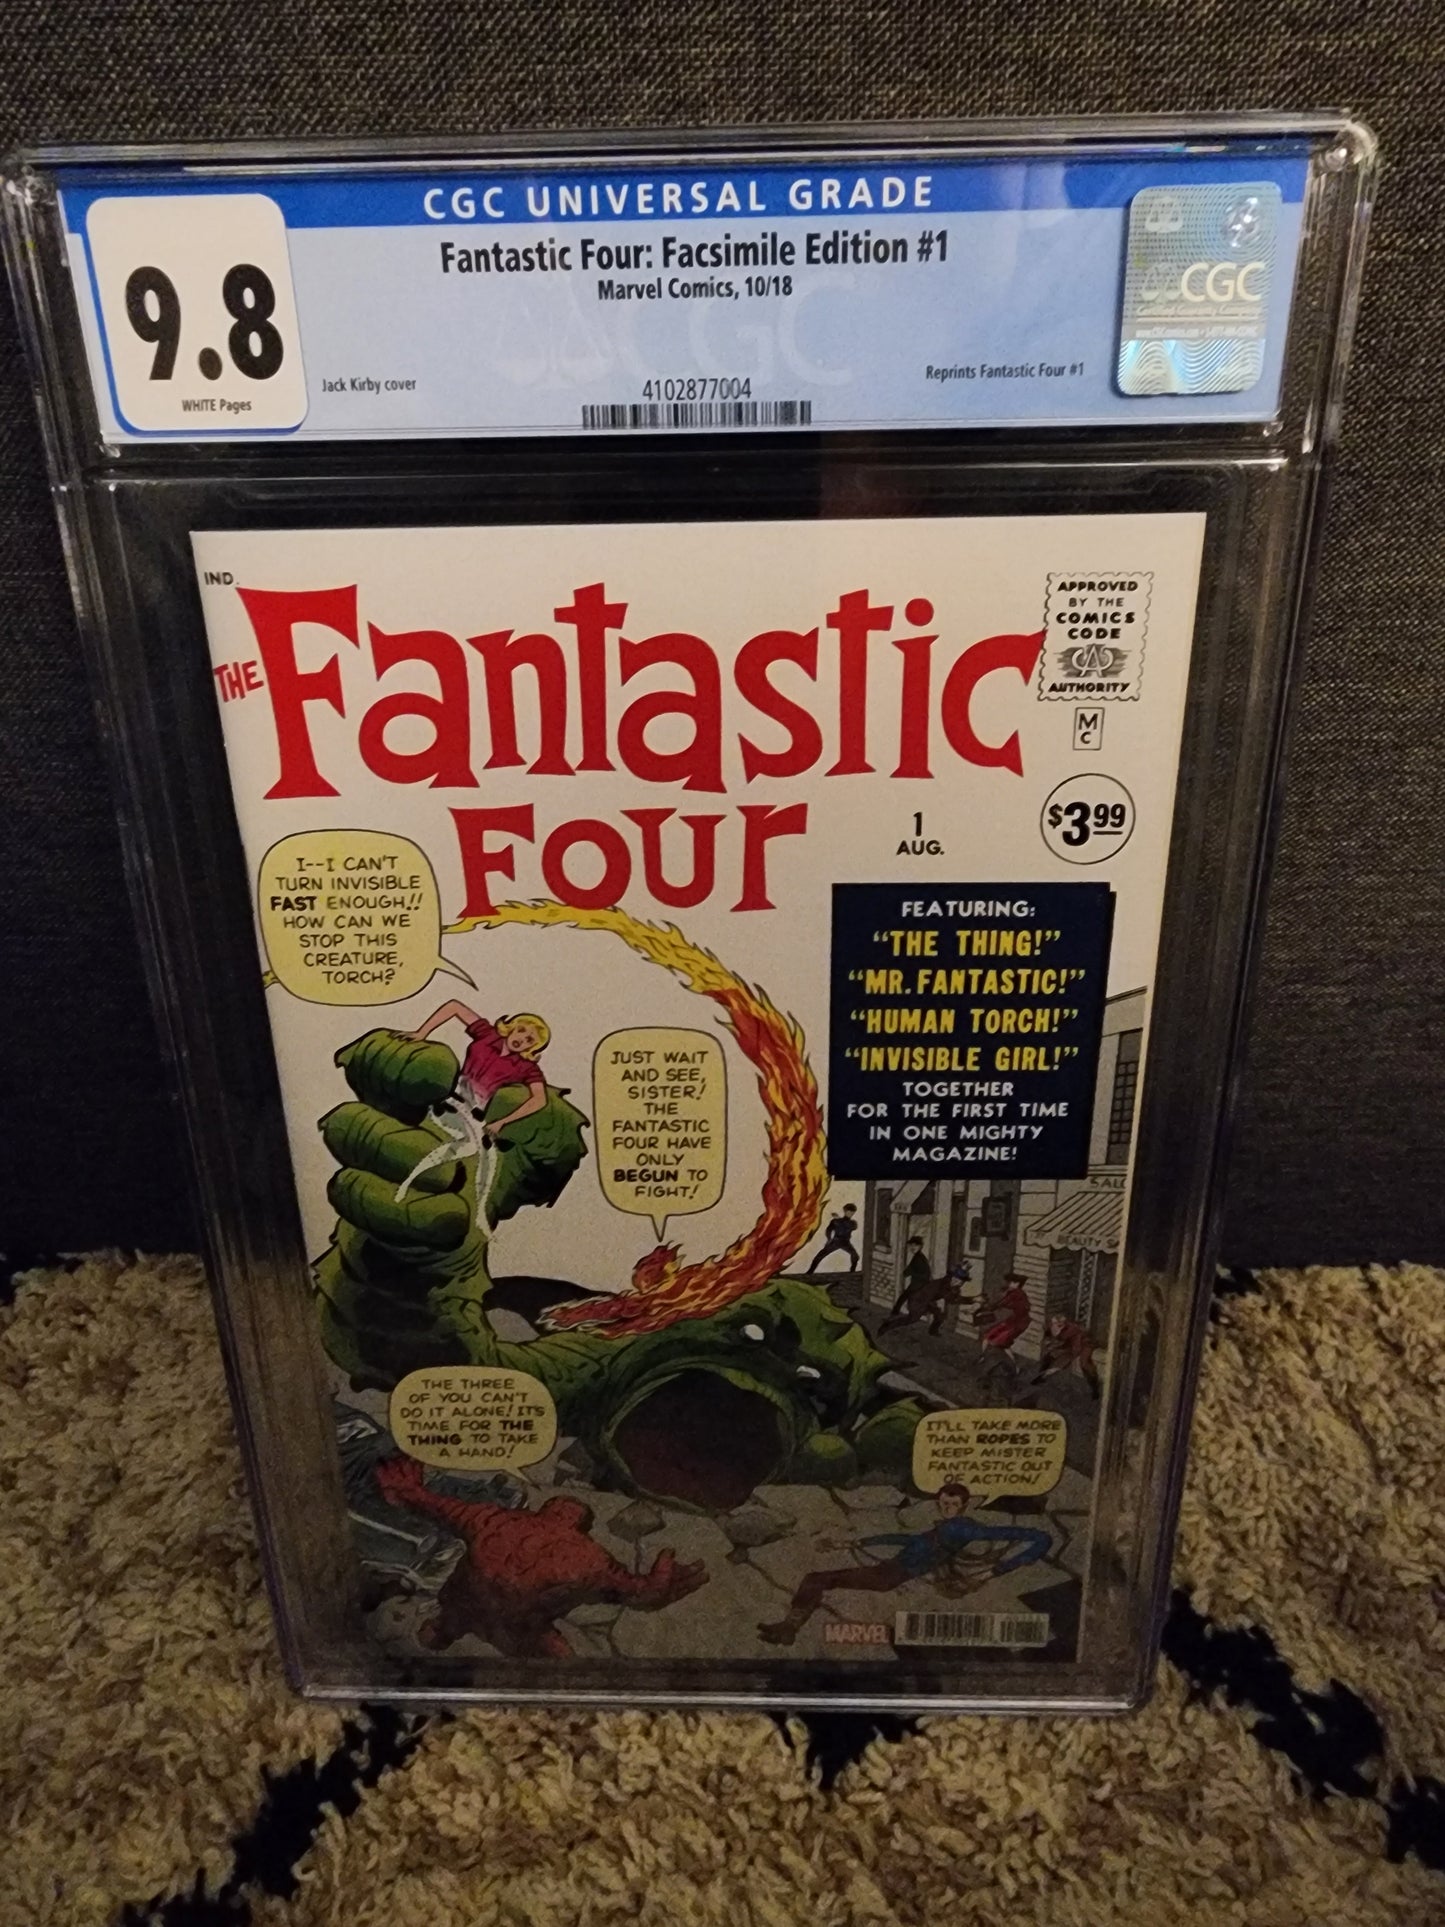 CGC UNIVERSAL GRADE
9.8
WHITE Pages
Fantastic Four: Facsimile Edition #1
Marvel Comics, 10/18
Jack Kirby cover
4102877004
Reprints Fantastic Four #1
CGC
IND.
THE
FANTASTIC
FOUR
APPROVED
BY THE
COMICS
CODE
CA
AUTHORITY
M
C
$3.99
1
AUG.
I--I CAN'T
TURN INVISIBLE
FAST ENOUGH!!
HOW CAN WE
STOP THIS
CREATURE,
TORCH?
JUST WAIT
AND SEE,
SISTER!
THE
FANTASTIC
FOUR HAVE
ONLY
BEGUN TO
FIGHT!
FEATURING:
"THE THING!"
"MR. FANTASTIC!"
"HUMAN TORCH!"
"INVISIBLE GIRL!"
TOGETHER
FOR THE FIRST TIME
IN ONE MIGHTY
MAGAZINE!
BEAUTY
THE THREE
OF YOU CAN'T
DO IT ALONE! IT'S
TIME FOR THE
THING TO TAKE
A HAND!
IT'LL TAKE MORE
THAN ROPES TO
KEEP MISTER
FANTASTIC OUT
OF ACTION!
MARVEL